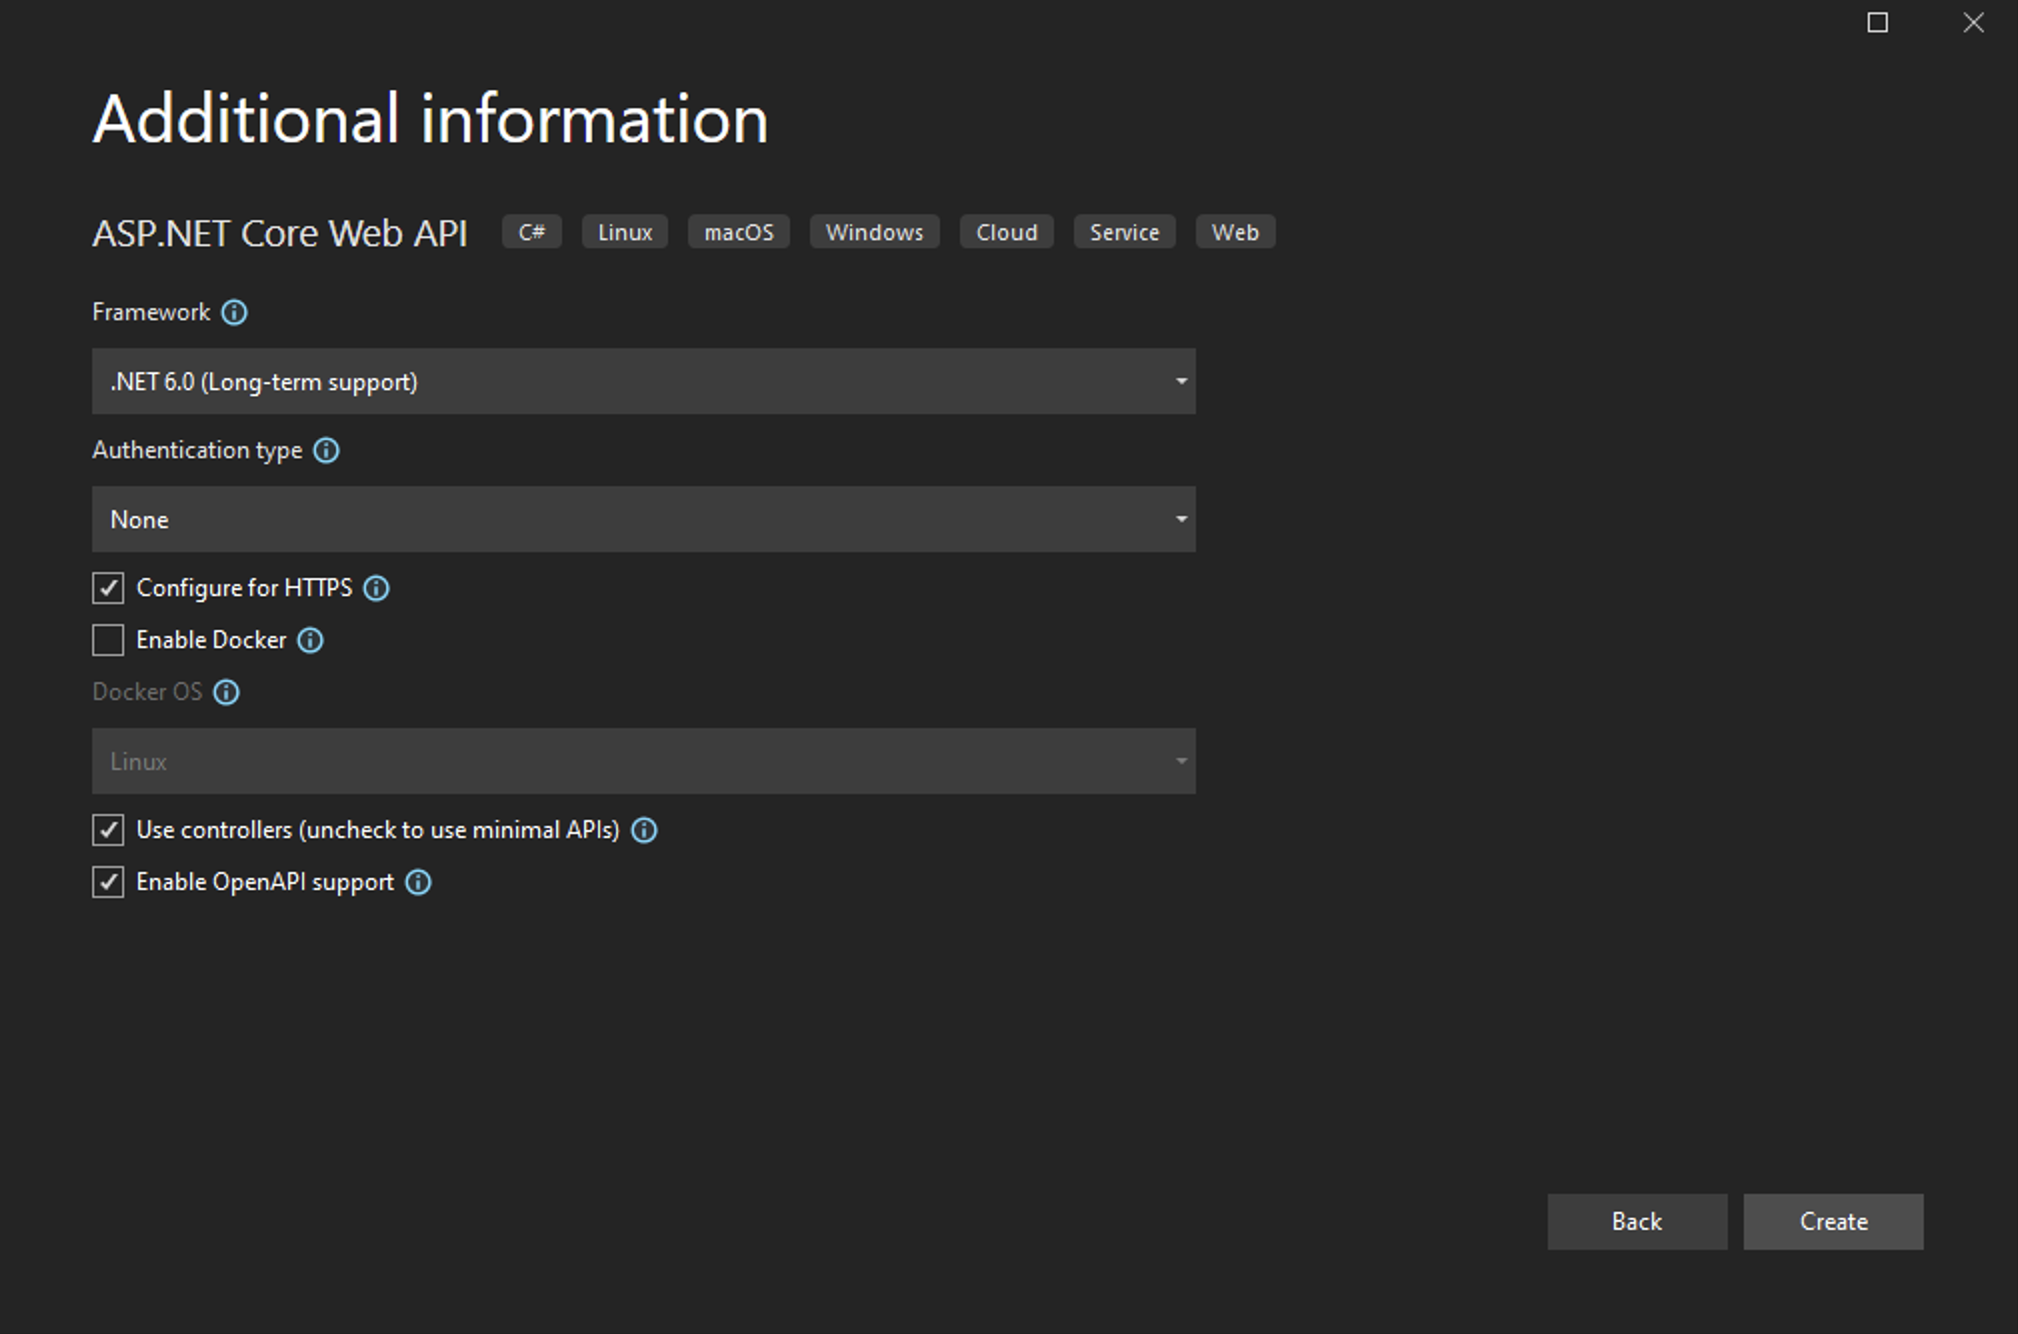 Additional information
ASP.NET Core Web API C# Linux macOS Windows Cloud Service Web
Framework
.NET 6.0 (Long-term support)
Authentication type
None
Configure for HTTPS
Enable Docker
Docker OS
Linux
Use controllers (uncheck to use minimal APIs)
Enable OpenAPI support
Back Create